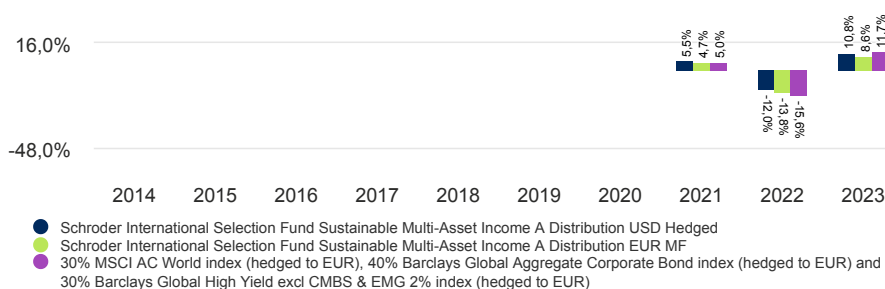 16,0%
-48,0%
5,5%
4,7%
5,0%
-12,0%
-13,8%
-15,6%
10,8%
8,6%
11,7%
2014 2015 2016 2017 2018 2019 2020 2021 2022 2023
Schroder International Selection Fund Sustainable Multi-Asset Income A Distribution USD Hedged
Schroder International Selection Fund Sustainable Multi-Asset Income A Distribution EUR MF
30% MSCI AC World index (hedged to EUR), 40% Barclays Global Aggregate Corporate Bond index (hedged to EUR) and
30% Barclays Global High Yield excl CMBS & EMG 2% index (hedged to EUR)